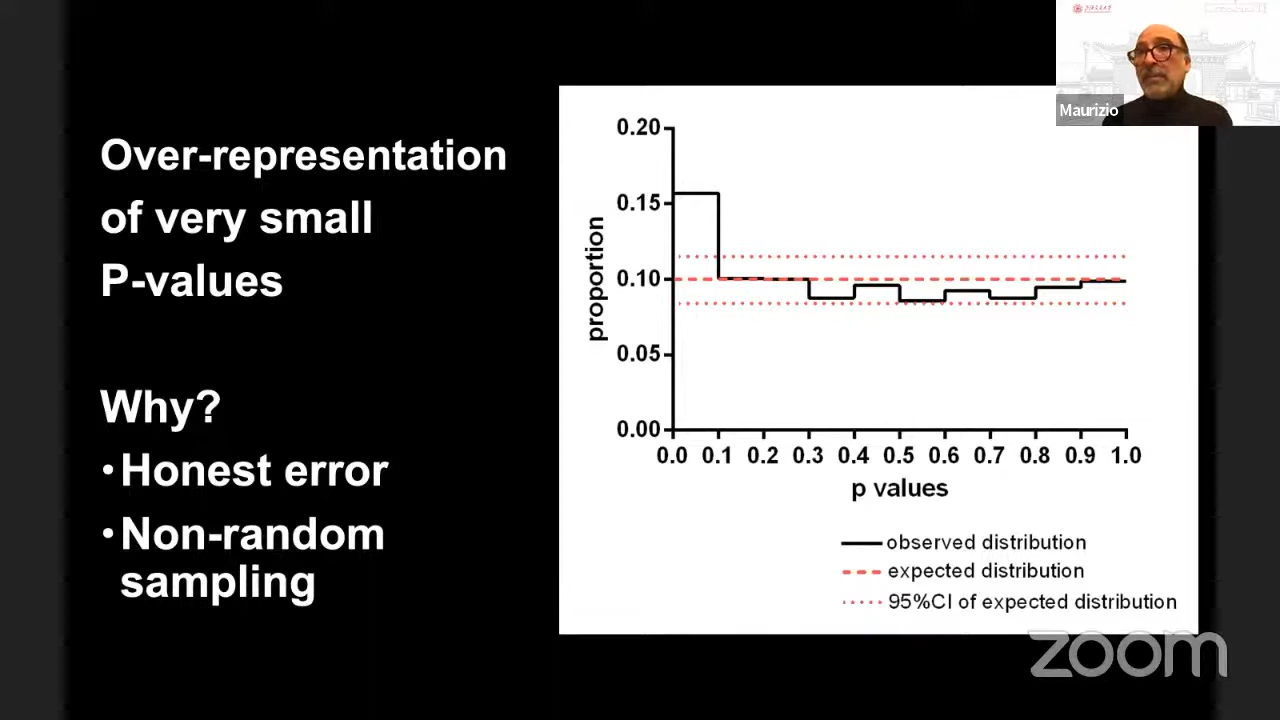 Over-representation
of very small
P-values
Why?
• Honest error
• Non-random
sampling
0.20
0.15
0.10
0.05
0.00
proportion
0.0 0.1 0.2 0.3 0.4 0.5 0.6 0.7 0.8 0.9 1.0
p values
observed distribution
expected distribution
95%CI of expected distribution
Maurizio
zoom